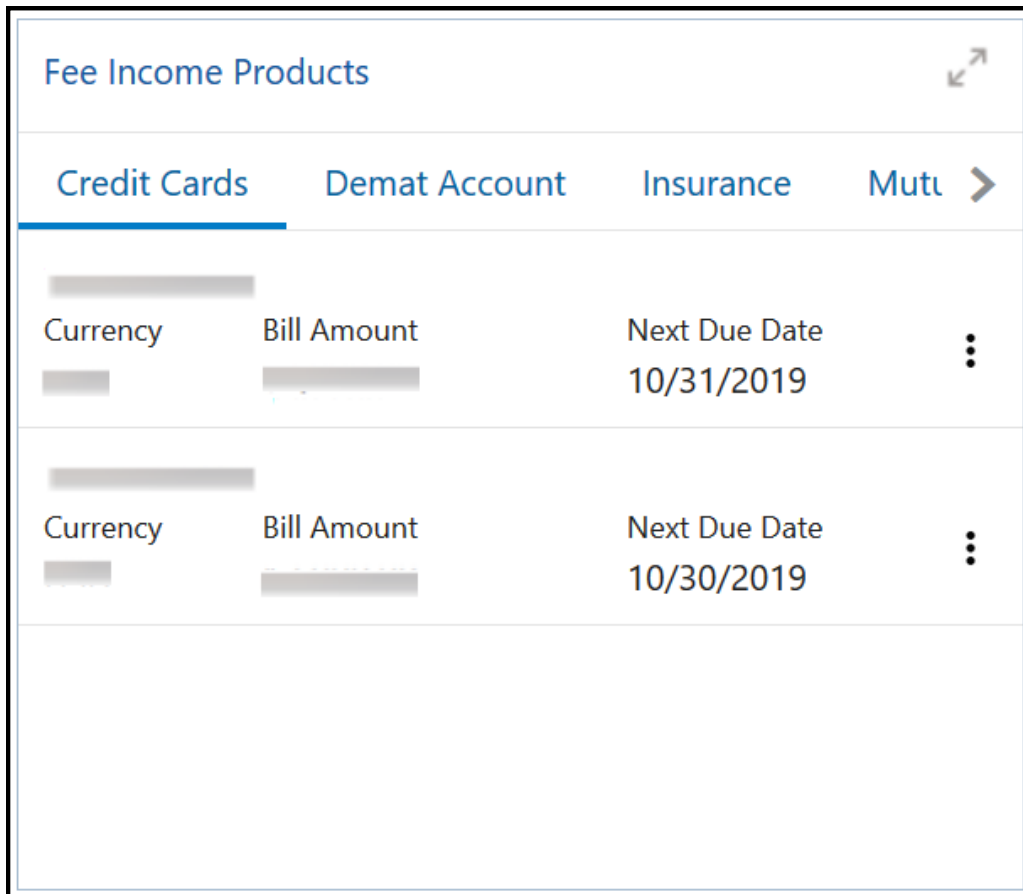 Fee Income Products
Credit Cards Demat Account Insurance Mutu
Currency Bill Amount Next Due Date
10/31/2019
Currency Bill Amount Next Due Date
10/30/2019